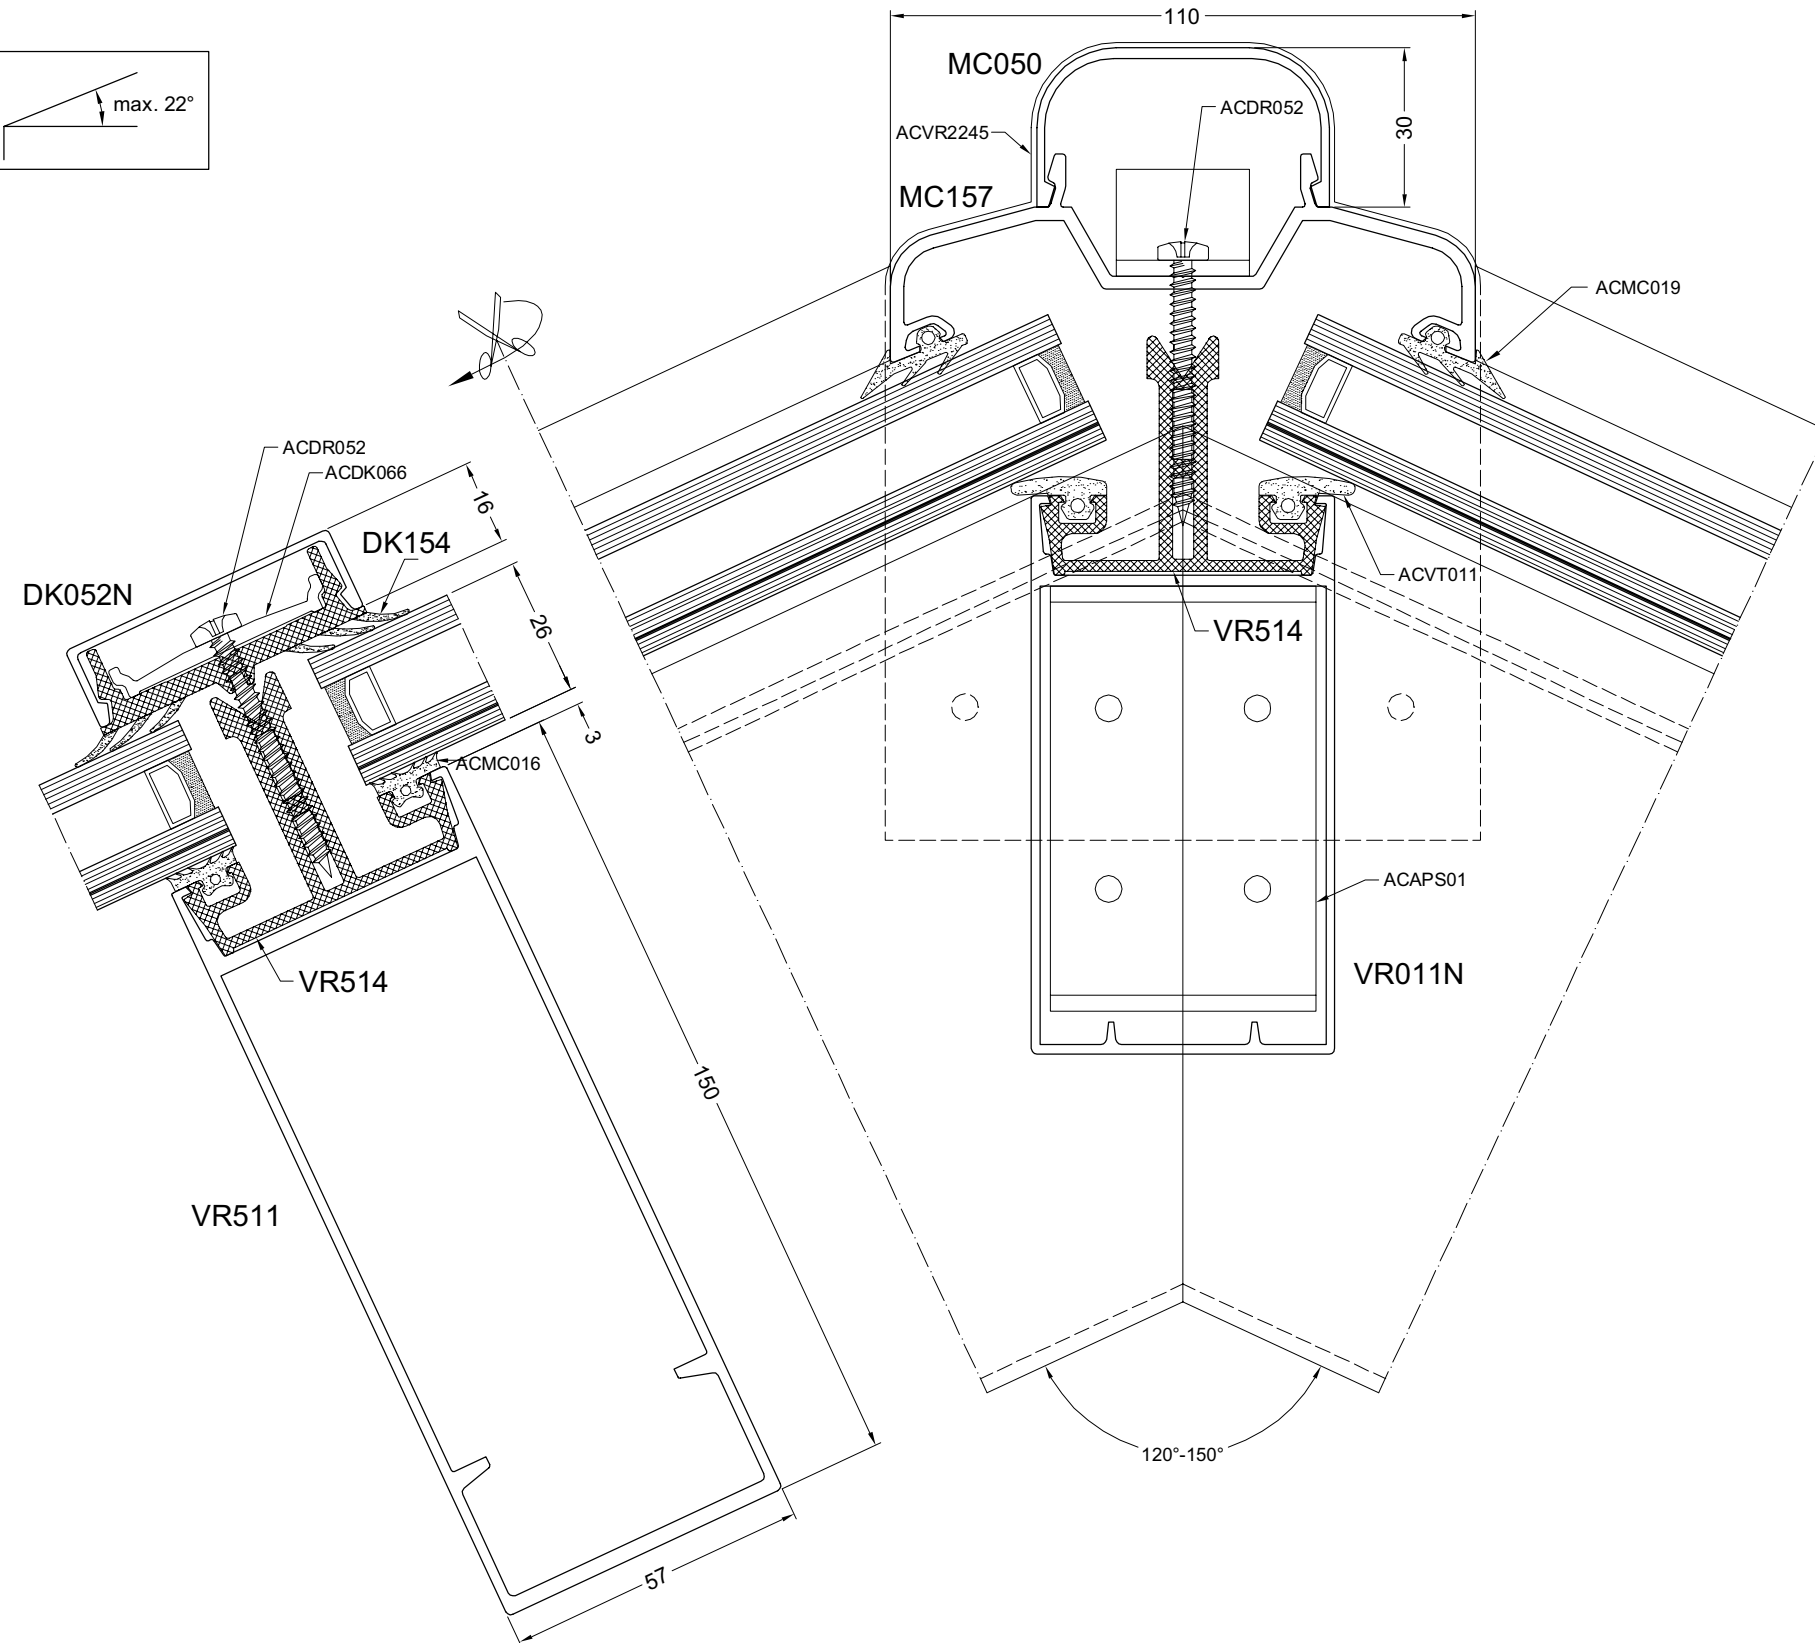 110
MC050
max. 22°
ACDR052
30
ACVR2245
MC157
ACMC019
ACDR052
ACDK066
16
DK154
DK052N
26
ACVT011
VR514
3
ACMC016
ACAPS01
VR011N
VR514
150
VR511
120°-150°
57